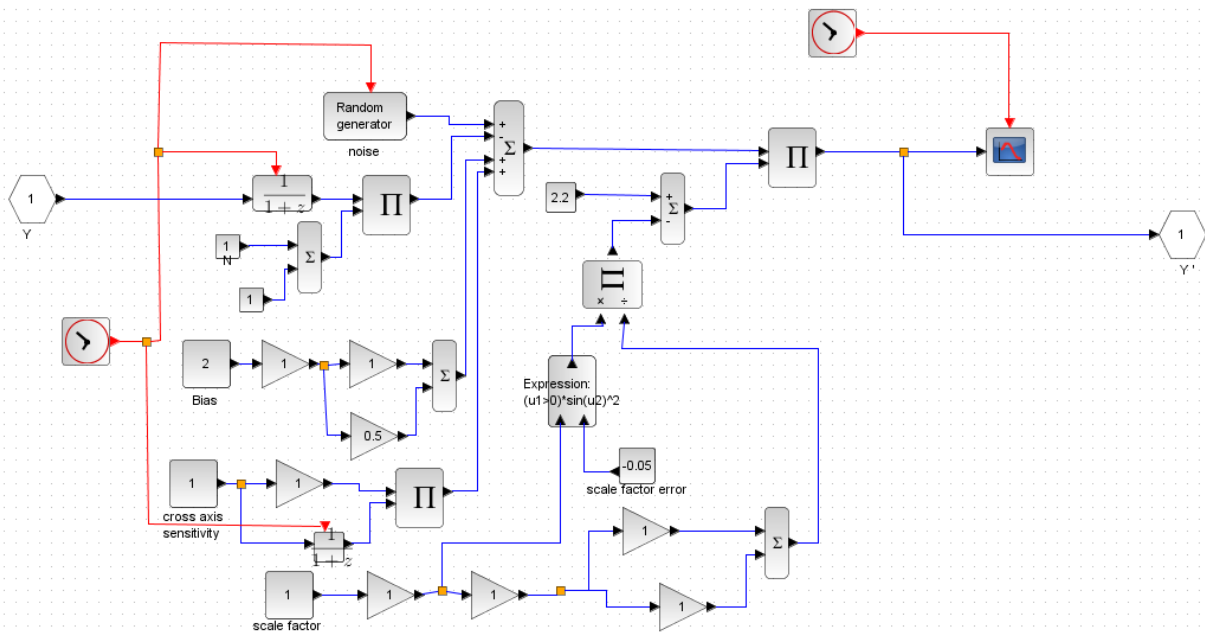 Random
generator
noise
+
-
+
+
Σ
Π
1
Y
1
1+z
Π
1
N
Σ
1
2.2
+
-
Σ
1
Y'
Π
× ÷
2
Bias
1
1
Σ
0.5
Expression:
(u1>0)*sin(u2)^2
-0.05
scale factor error
1
cross axis
sensitivity
1
Π
1
1+z
1
scale factor
1
1
1
1
Σ